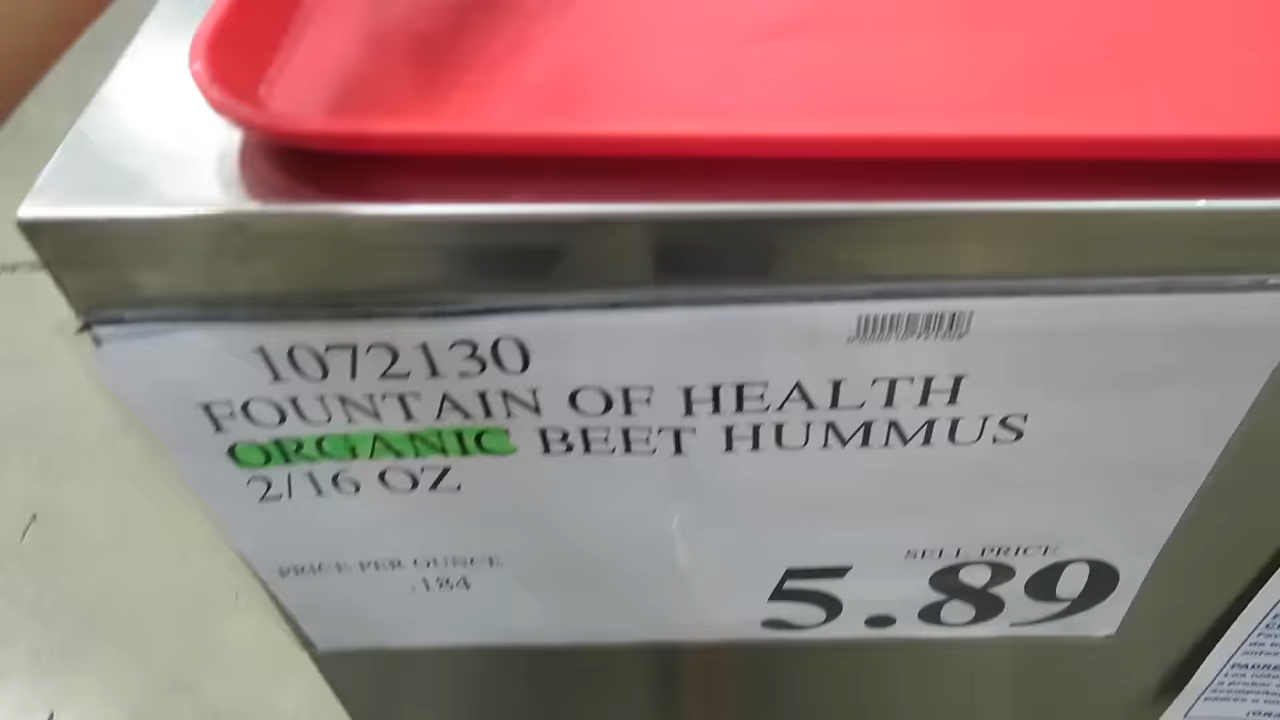 1072130
FOUNTAIN OF HEALTH
ORGANIC BEET HUMMUS
2/16 OZ
PRICE PER OUNCE
.184
SELL PRICE
5.89